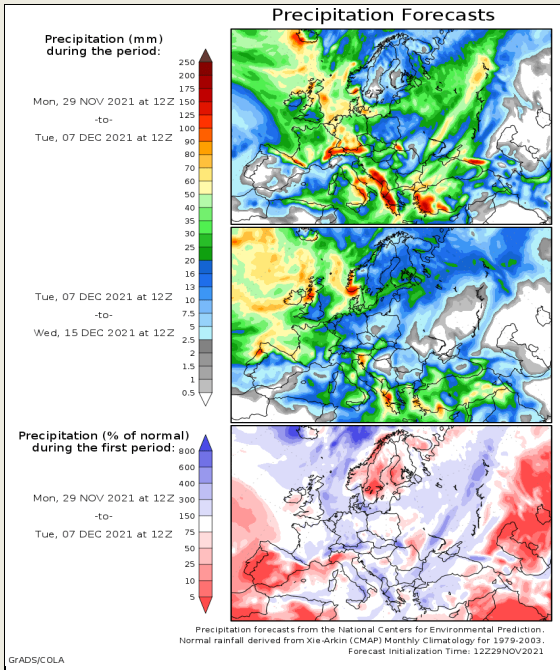 Precipitation Forecasts
Precipitation (mm)
during the period:
Mon, 29 NOV 2021 at 12Z
-to-
Tue, 07 DEC 2021 at 12Z
250
200
175
150
125
100
90
80
70
60
50
40
35
30
25
20
16
13
10
7.5
5
2.5
2
1.5
1
0.5
Tue, 07 DEC 2021 at 12Z
-to-
Wed, 15 DEC 2021 at 12Z
Precipitation (% of normal)
during the first period:
Mon, 29 NOV 2021 at 12Z
-to-
Tue, 07 DEC 2021 at 12Z
800
600
400
300
150
75
50
25
10
5
Precipitation forecasts from the National Centers for Environmental Prediction.
Normal rainfall derived from Xie-Arkin (CMAP) Monthly Climatology for 1979-2003.
Forecast Initialization Time: 12Z29NOV2021
GrADS/COLA